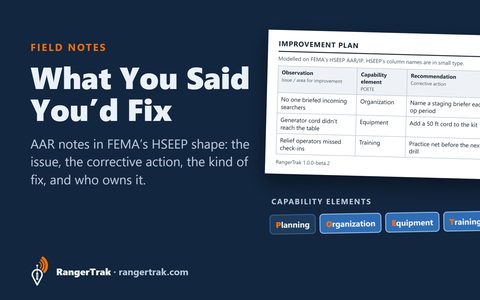 FIELD NOTES
What You Said
You'd Fix
AAR notes in FEMA's HSEEP shape: the
issue, the corrective action, the kind of
fix, and who owns it.
RangerTrak · rangertrak.com
IMPROVEMENT PLAN
Modelled on FEMA's HSEEP AAR/IP. HSEEP's column names are in small type.
Observation
Issue / area for improvement
Capability
element
POETE
Recommendation
Corrective action
No one briefed incoming
searchers
Organization
Name a staging briefer eac
op period
Generator cord didn't
reach the table
Equipment
Add a 50 ft cord to the kit
Relief operators missed
check-ins
Training
Practice net before the nex
drill
RangerTrak 1.0.0-beta.2
CAPABILITY ELEMENTS
Planning
Organization
Equipment
Trainin